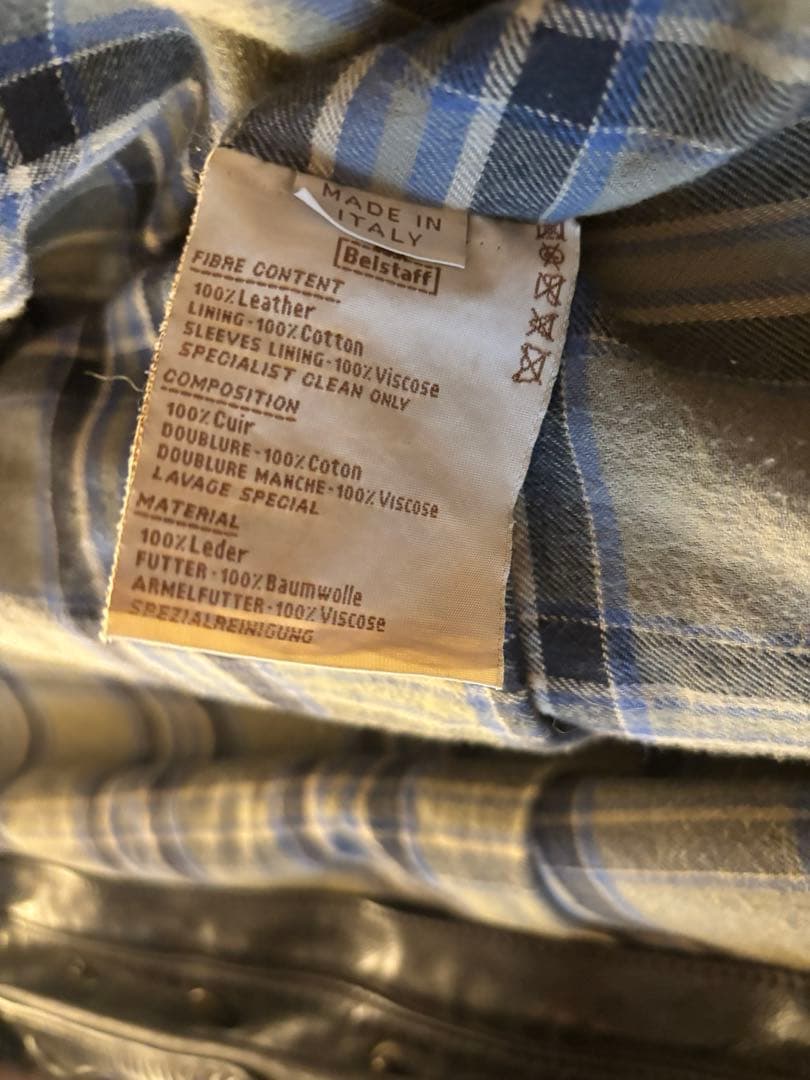 MADE IN
ITALY
Belstaff
FIBRE CONTENT
100% Leather
LINING-100% Cotton
SLEEVES LINING-100% Viscose
SPECIALIST CLEAN ONLY
COMPOSITION
100% Cuir
DOUBLURE-100% Coton
DOUBLURE MANCHE-100% Viscose
LAVAGE SPECIAL
MATERIAL
100% Leder
FUTTER-100% Baumwolle
ARMELFUTTER-100% Viscose
SPEZIALREINIGUNG